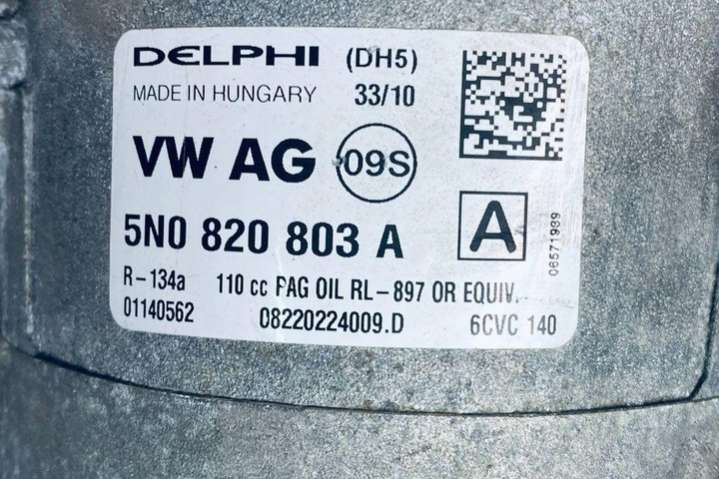 DELPHI (DH5)
MADE IN HUNGARY 33/10
VW AG 09S
5N0 820 803 A A
R-134a 110 cc PAG OIL RL-897 OR EQUIV.
01140562 08220224009.D 6CVC 140
06571989